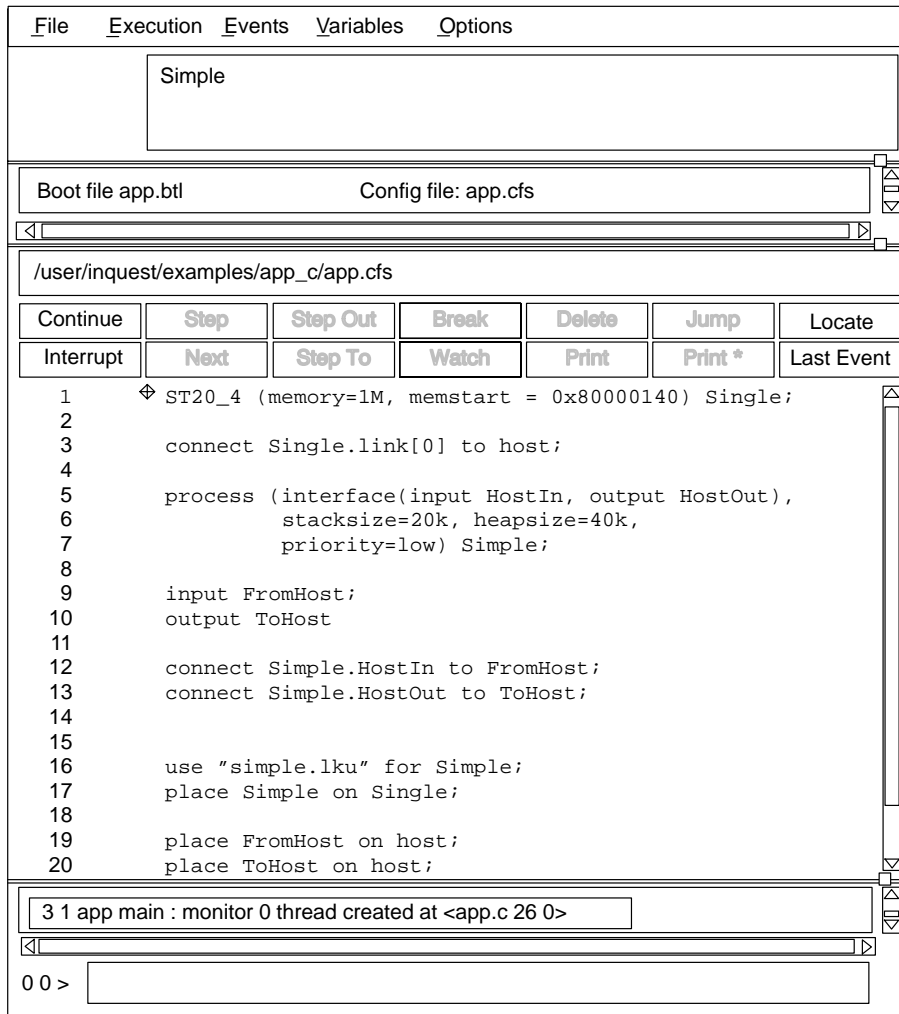 File Execution Events Variables Options
Simple
Boot file app.btl Config file: app.cfs
/user/inquest/examples/app_c/app.cfs
Continue Step Step Out Break Delete Jump Locate
Interrupt Next Step To Watch Print Print * Last Event
1 ST20_4 (memory=1M, memstart = 0x80000140) Single;
2
3 connect Single.link[0] to host;
4
5 process (interface(input HostIn, output HostOut),
6 stacksize=20k, heapsize=40k,
7 priority=low) Simple;
8
9 input FromHost;
10 output ToHost
11
12 connect Simple.HostIn to FromHost;
13 connect Simple.HostOut to ToHost;
14
15
16 use "simple.lku" for Simple;
17 place Simple on Single;
18
19 place FromHost on host;
20 place ToHost on host;
3 1 app main : monitor 0 thread created at <app.c 26 0>
0 0 >